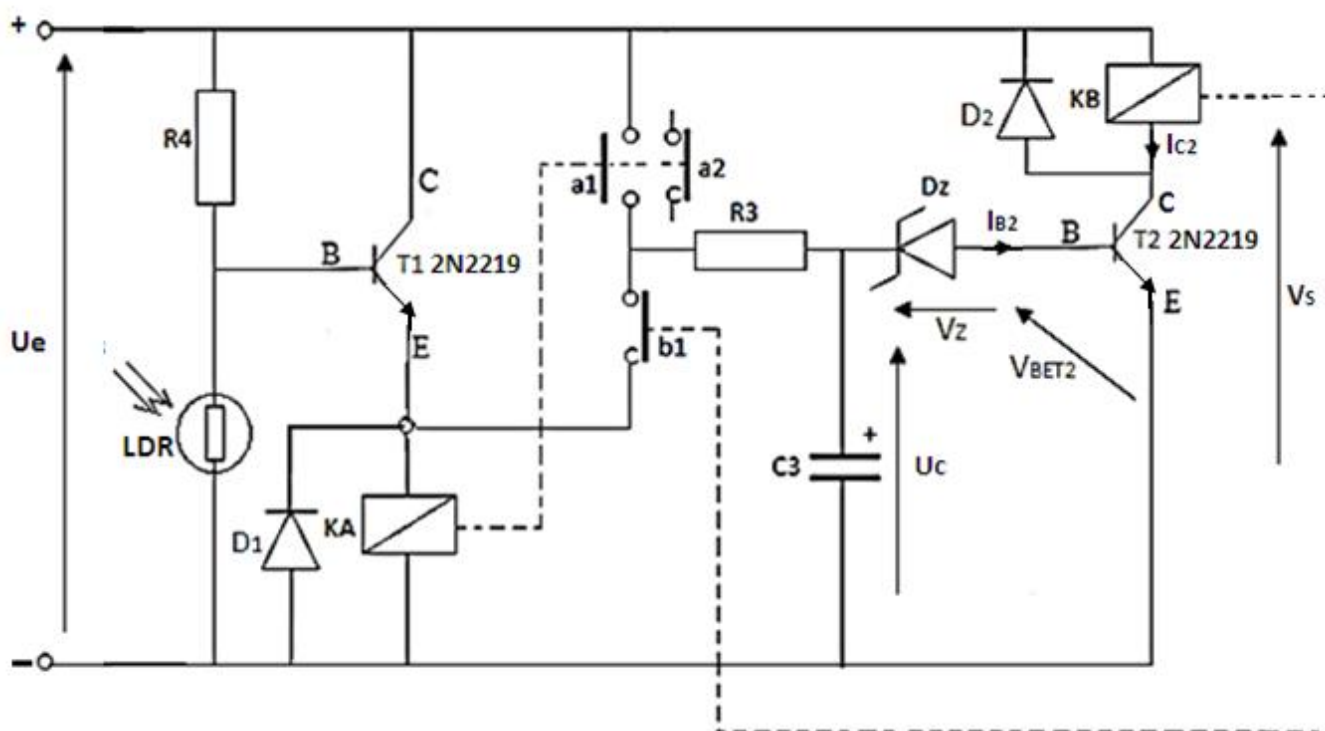 +
KB
D2
IC2
R4
a1
a2
C
R3
Dz
IB2
B
C
T2 2N2219
B
T1 2N2219
E
VS
Ue
E
b1
VZ
VBET2
LDR
+
C3
UC
D1
KA
−